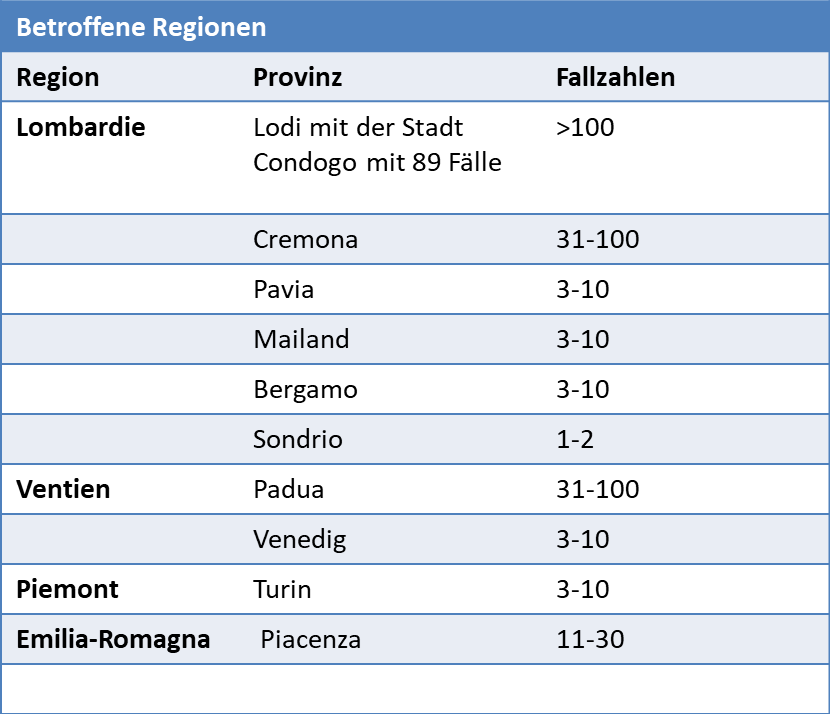 Betroffene Regionen
Region Provinz Fallzahlen
Lombardie Lodi mit der Stadt >100
Condogo mit 89 Fälle
Cremona 31-100
Pavia 3-10
Mailand 3-10
Bergamo 3-10
Sondrio 1-2
Ventien Padua 31-100
Venedig 3-10
Piemont Turin 3-10
Emilia-Romagna Piacenza 11-30